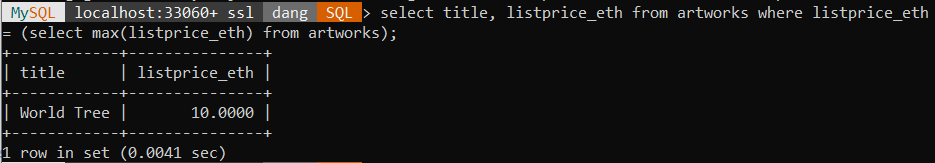 MySQL localhost:33060+ ssl dang SQL > select title, listprice_eth from artworks where listprice_eth
= (select max(listprice_eth) from artworks);
+------------+---------------+
| title      | listprice_eth |
+------------+---------------+
| World Tree |       10.0000 |
+------------+---------------+
1 row in set (0.0041 sec)